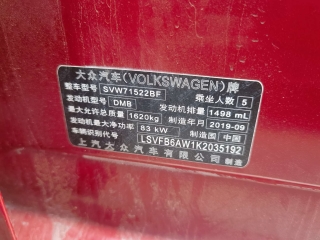 大众汽车(VOLKSWAGEN)牌
整车型号 SVW71522BF 乘坐人数 5
发动机型号 DMB 发动机排量 1498 mL
最大允许总质量 1620kg 制造年月 2019-09
发动机最大净功率 83 kW 制造国 中国
车辆识别代号 LSVFB6AW1K2035192
上汽大众汽车有限公司 制造